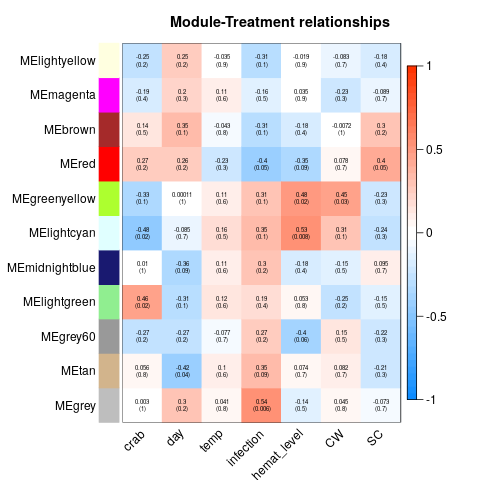 Module-Treatment relationships
MElightyellow -0.25 0.25 -0.035 -0.31 -0.019 -0.083 -0.18
(0.2) (0.2) (0.9) (0.1) (0.9) (0.7) (0.4)
MEmagenta -0.19 0.2 0.11 -0.16 0.035 -0.23 -0.089
(0.4) (0.3) (0.6) (0.5) (0.9) (0.3) (0.7)
MEbrown 0.14 0.35 -0.043 -0.31 -0.18 -0.0072 0.3
(0.5) (0.1) (0.8) (0.1) (0.4) (1) (0.2)
MEred 0.27 0.26 -0.23 -0.4 -0.35 0.078 0.4
(0.2) (0.2) (0.3) (0.05) (0.09) (0.7) (0.05)
MEgreenyellow -0.33 0.00011 0.11 0.31 0.48 0.45 -0.23
(0.1) (1) (0.6) (0.1) (0.02) (0.03) (0.3)
MElightcyan -0.48 -0.085 0.16 0.35 0.53 0.31 -0.24
(0.02) (0.7) (0.5) (0.1) (0.008) (0.1) (0.3)
MEmidnightblue 0.01 -0.36 0.11 0.3 -0.18 -0.15 0.095
(1) (0.09) (0.6) (0.2) (0.4) (0.5) (0.7)
MElightgreen 0.46 -0.31 0.12 0.19 0.053 -0.25 -0.15
(0.02) (0.1) (0.6) (0.4) (0.8) (0.2) (0.5)
MEgrey60 -0.27 -0.27 -0.077 0.27 -0.4 0.15 -0.22
(0.2) (0.2) (0.7) (0.2) (0.06) (0.5) (0.3)
MEtan 0.056 -0.42 0.1 0.35 0.074 0.082 -0.21
(0.8) (0.04) (0.6) (0.09) (0.7) (0.7) (0.3)
MEgrey 0.003 0.3 0.041 0.54 -0.14 0.045 -0.073
(1) (0.2) (0.8) (0.006) (0.5) (0.8) (0.7)
crab day temp infection hemat_level CW SC
1
0.5
0
-0.5
-1